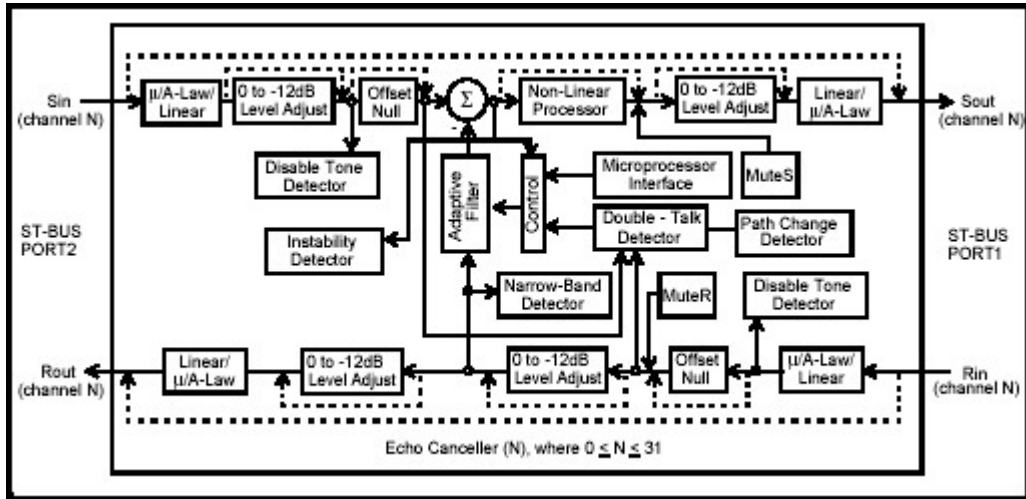 Sin
(channel N)
µ/A-Law/
Linear
0 to -12dB
Level Adjust
Offset
Null
Σ
-
Non-Linear
Processor
0 to -12dB
Level Adjust
Linear/
µ/A-Law
Sout
(channel N)
Disable Tone
Detector
Adaptive
Filter
Control
Microprocessor
Interface
MuteS
ST-BUS
PORT2
Instability
Detector
Double - Talk
Detector
Path Change
Detector
ST-BUS
PORT1
Narrow-Band
Detector
MuteR
Disable Tone
Detector
Rout
(channel N)
Linear/
µ/A-Law
0 to -12dB
Level Adjust
0 to -12dB
Level Adjust
Offset
Null
µ/A-Law/
Linear
Rin
(channel N)
Echo Canceller (N), where 0 ≤ N ≤ 31